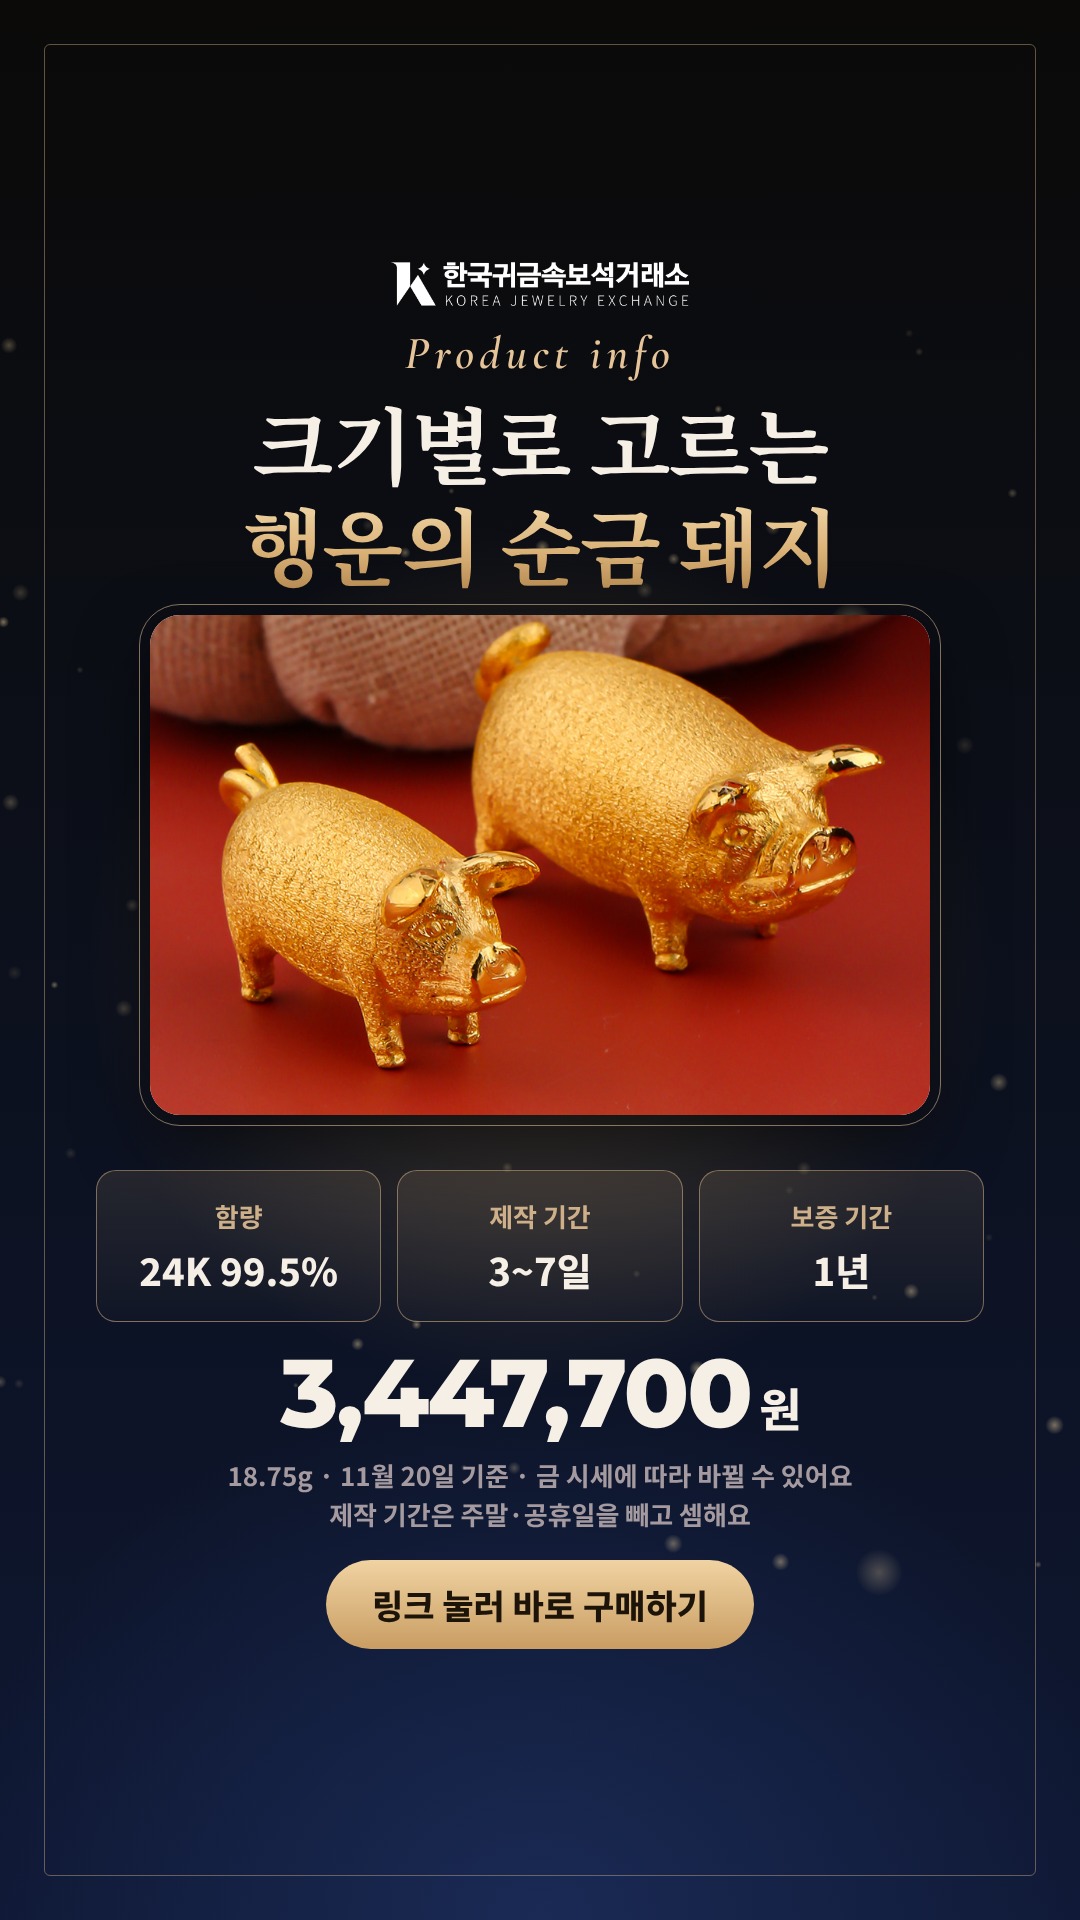 한국귀금속보석거래소
KOREA JEWELRY EXCHANGE
Product info
크기별로 고르는
행운의 순금 돼지
함량
24K 99.5%
제작 기간
3~7일
보증 기간
1년
3,447,700 원
18.75g · 11월 20일 기준 · 금 시세에 따라 바뀔 수 있어요
제작 기간은 주말·공휴일을 빼고 셈해요
링크 눌러 바로 구매하기